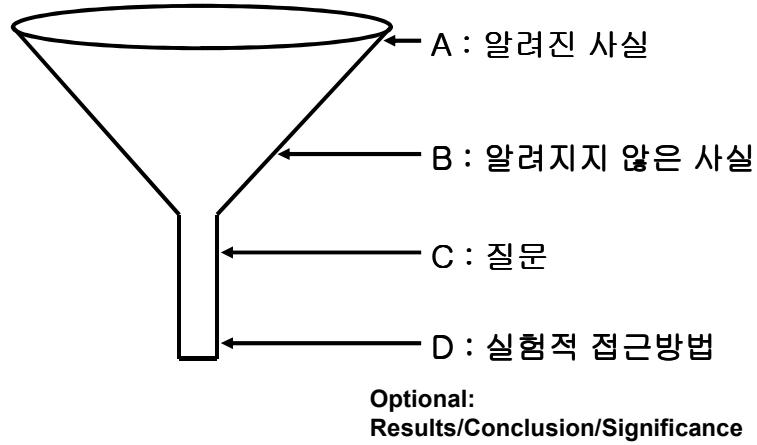 A : 알려진 사실
B : 알려지지 않은 사실
C : 질문
D : 실험적 접근방법
Optional:
Results/Conclusion/Significance